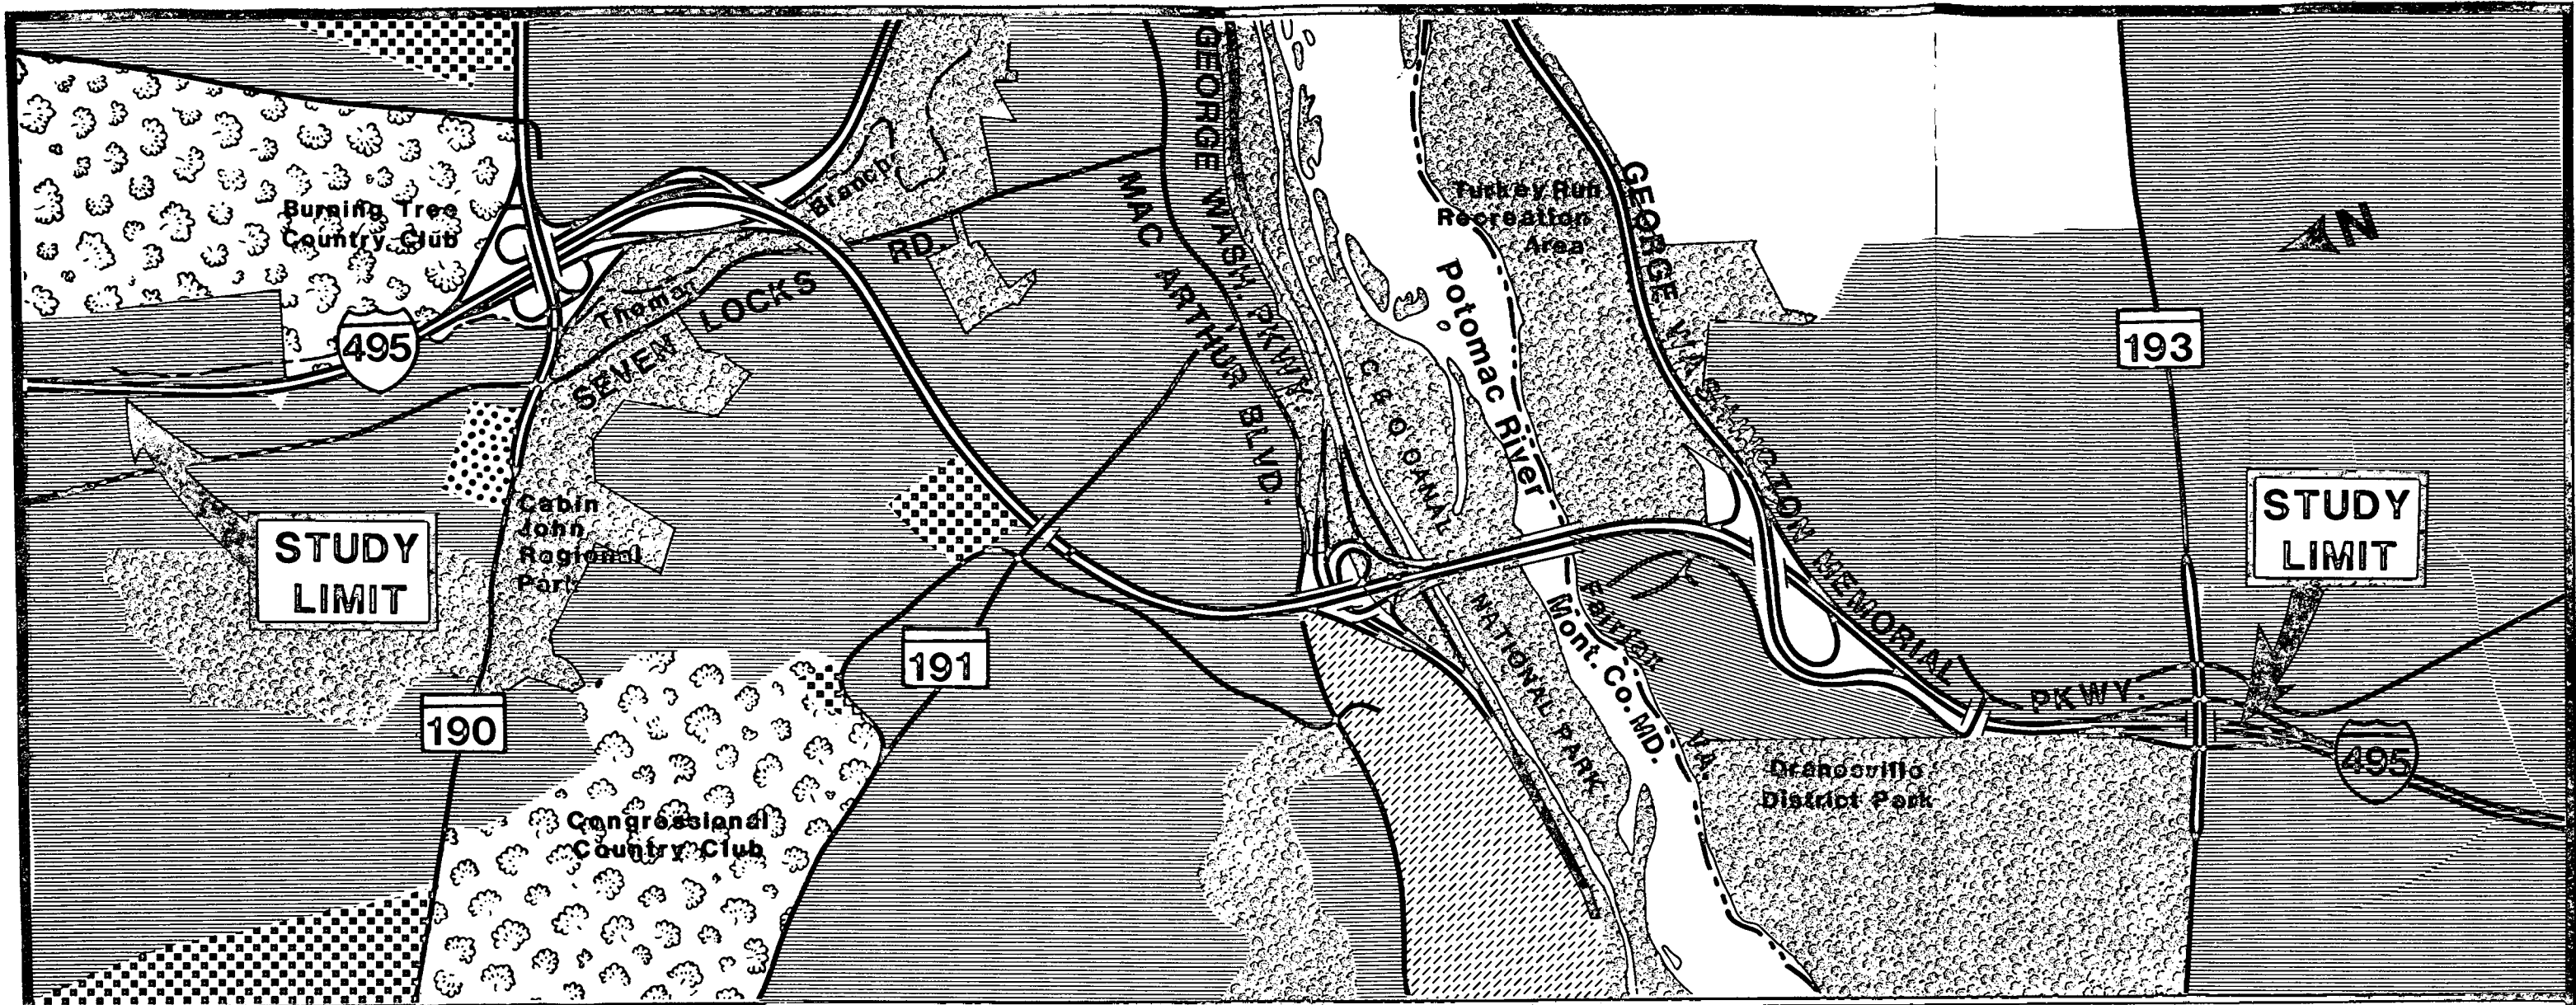 Burning Tree
Country Club
495
STUDY
LIMIT
Cabin
John
Regional
Park
190
Congressional
Country Club
191
Thomas
Branch
SEVEN LOCKS RD.
MAC ARTHUR BLVD.
GEORGE WASH. PKWY.
C & O CANAL
NATIONAL PARK
Potomac River
Turkey Run
Recreation
Area
GEORGE WASHINGTON MEMORIAL PKWY.
Fairfax
VA.
Mont. Co. MD.
Dranesville
District Park
193
N
STUDY
LIMIT
495